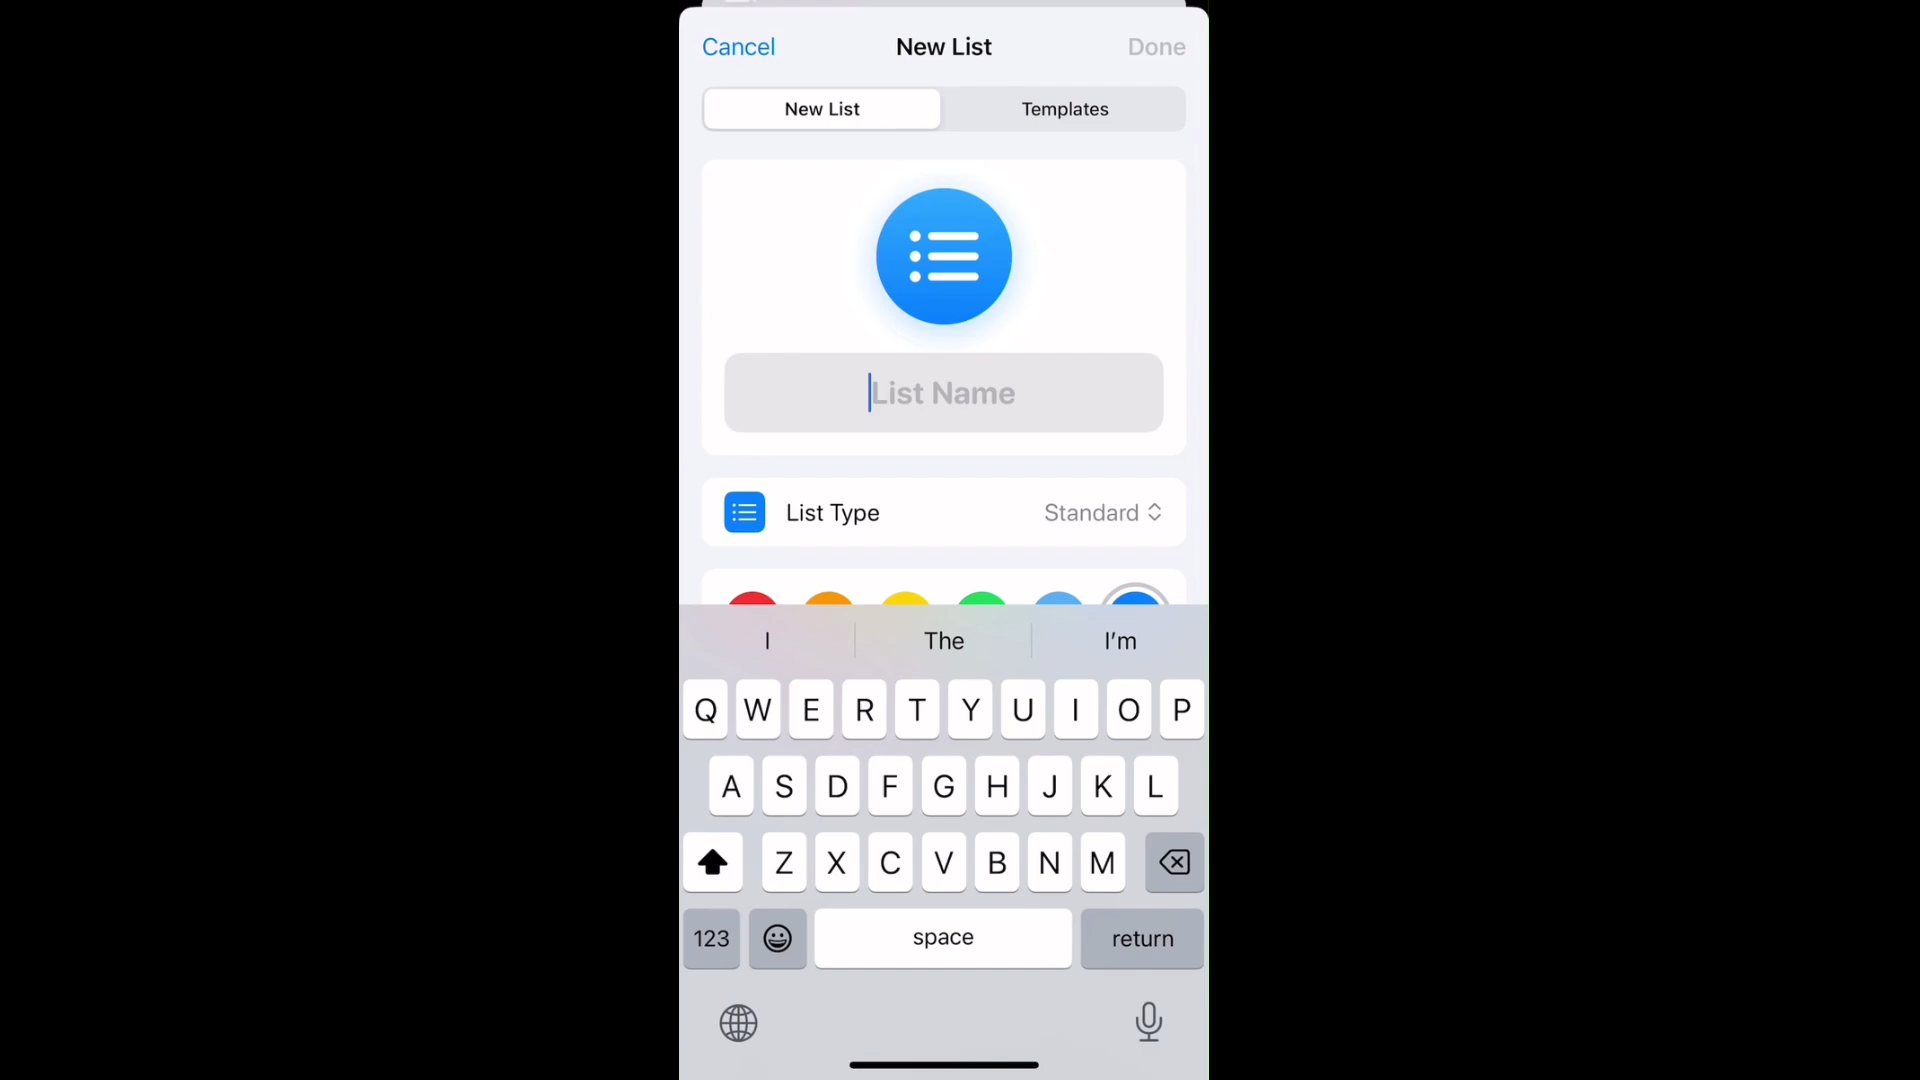 Cancel New List Done
New List Templates
List Name
List Type Standard
I The I’m
Q W E R T Y U I O P
A S D F G H J K L
Z X C V B N M
123 space return